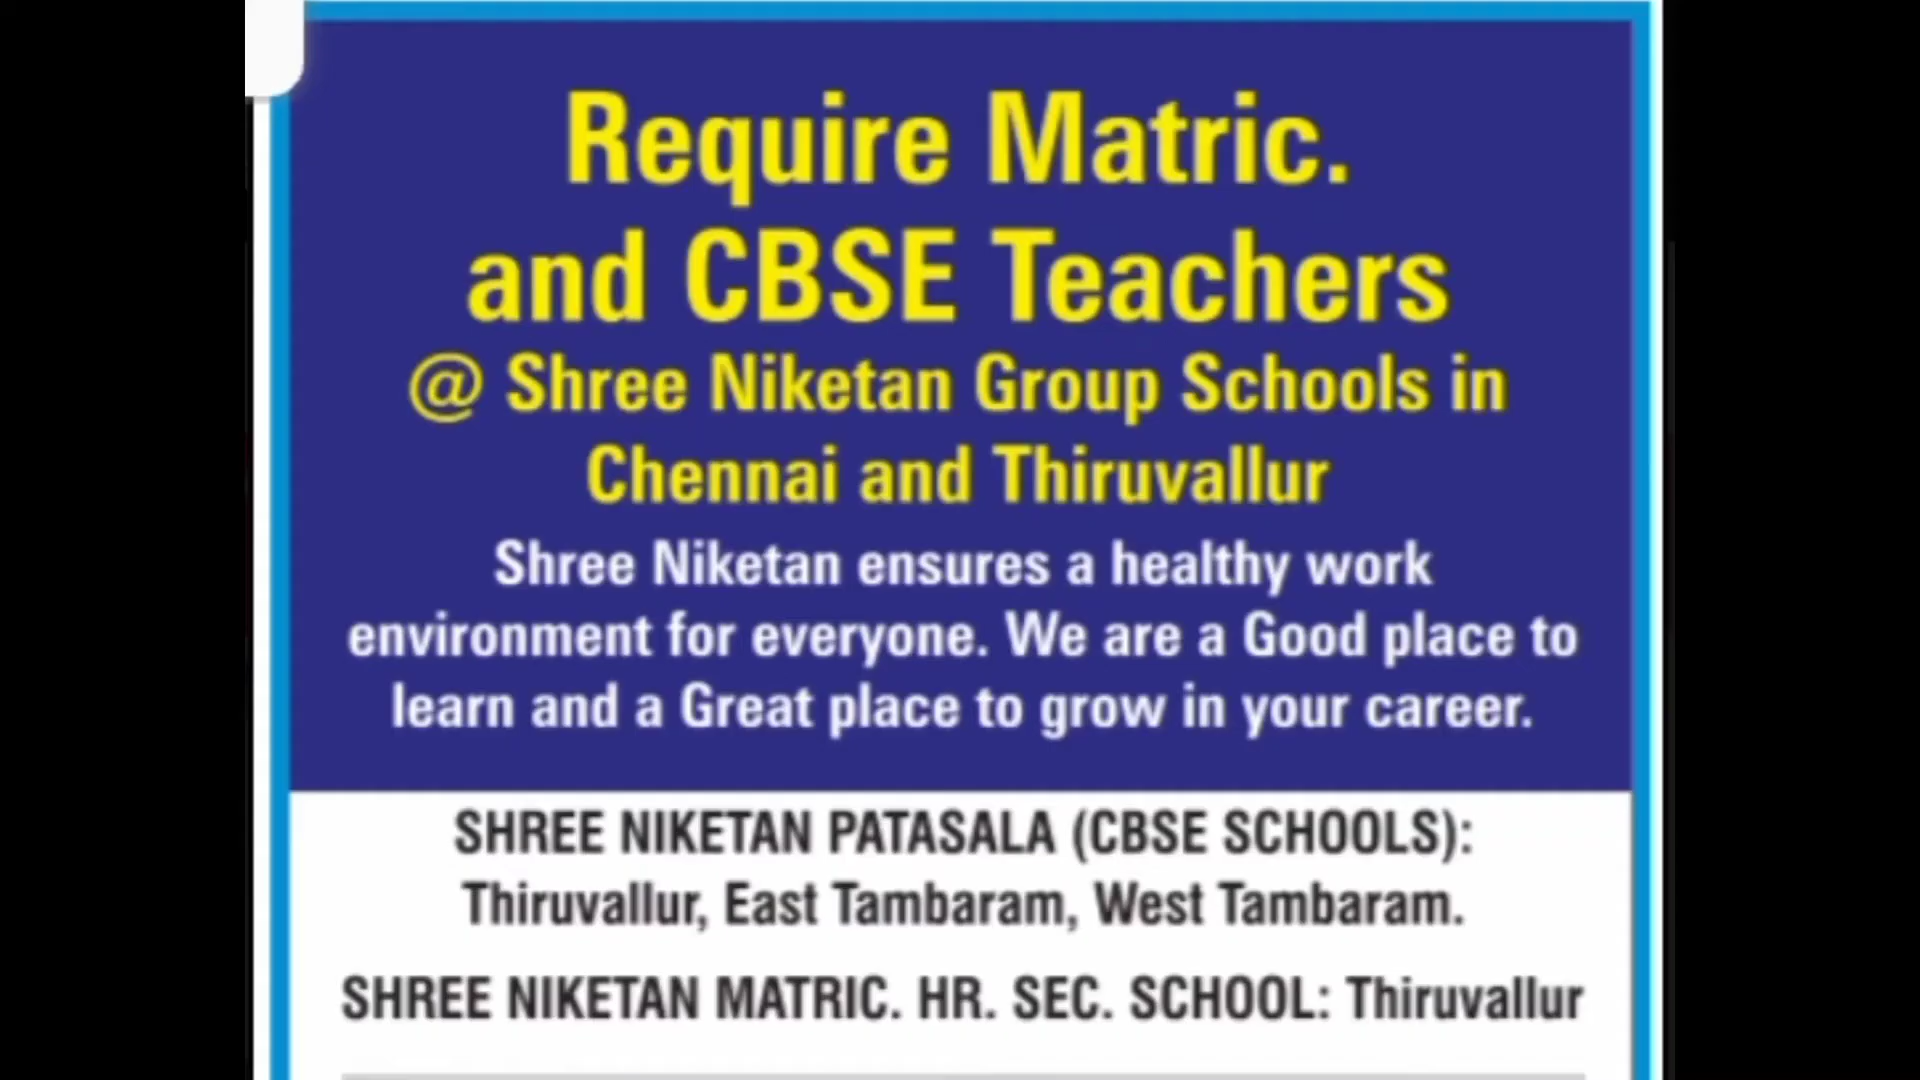 Require Matric.
and CBSE Teachers
@ Shree Niketan Group Schools in
Chennai and Thiruvallur
Shree Niketan ensures a healthy work
environment for everyone. We are a Good place to
learn and a Great place to grow in your career.
SHREE NIKETAN PATASALA (CBSE SCHOOLS):
Thiruvallur, East Tambaram, West Tambaram.
SHREE NIKETAN MATRIC. HR. SEC. SCHOOL: Thiruvallur